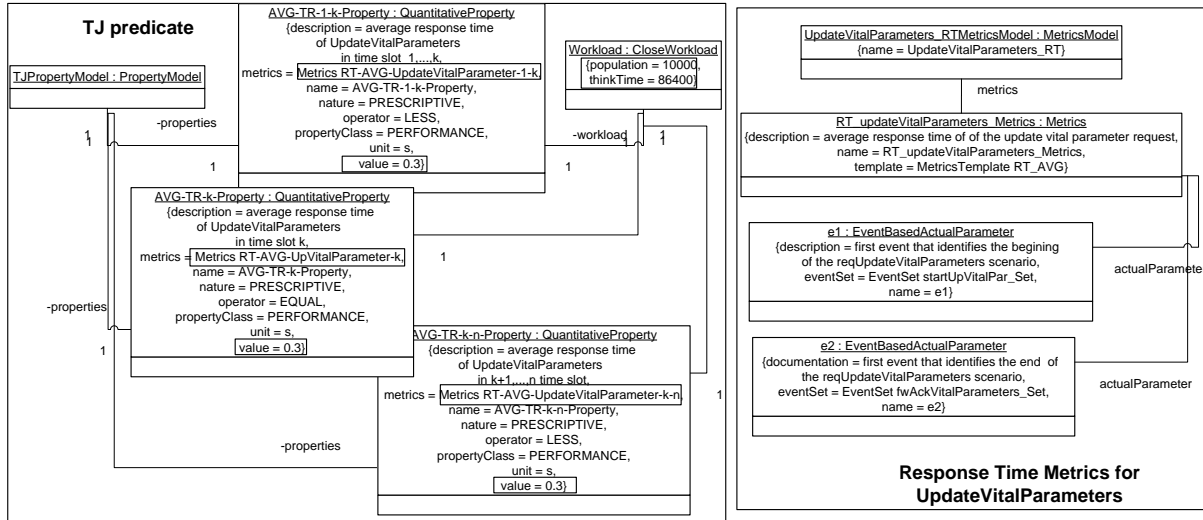 TJ predicate
TJPropertyModel : PropertyModel
AVG-TR-1-k-Property : QuantitativeProperty
{description = average response time
of UpdateVitalParameters
in time slot 1,...,k,
metrics = Metrics RT-AVG-UpdateVitalParameter-1-k,
name = AVG-TR-1-k-Property,
nature = PRESCRIPTIVE,
operator = LESS,
propertyClass = PERFORMANCE,
unit = s,
value = 0.3}
Workload : CloseWorkload
{population = 10000,
thinkTime = 86400}
-properties
-workload
1
1
1
1
1
1
1
1
AVG-TR-k-Property : QuantitativeProperty
{description = average response time
of UpdateVitalParameters
in time slot k,
metrics = Metrics RT-AVG-UpVitalParameter-k,
name = AVG-TR-k-Property,
nature = PRESCRIPTIVE,
operator = EQUAL,
propertyClass = PERFORMANCE,
unit = s,
value = 0.3}
1
-properties
1
AVG-TR-k-n-Property : QuantitativeProperty
{description = average response time
of UpdateVitalParameters
in k+1,...,n time slot,
metrics = Metrics RT-AVG-UpdateVitalParameter-k-n,
name = AVG-TR-k-n-Property,
nature = PRESCRIPTIVE,
operator = LESS,
propertyClass = PERFORMANCE,
unit = s,
value = 0.3}
1
-properties
1
UpdateVitalParameters_RTMetricsModel : MetricsModel
{name = UpdateVitalParameters_RT}
metrics
RT_updateVitalParameters_Metrics : Metrics
{description = average response time of of the update vital parameter request,
name = RT_updateVitalParameters_Metrics,
template = MetricsTemplate RT_AVG}
e1 : EventBasedActualParameter
{description = first event that identifies the begining
of the reqUpdateVitalParameters scenario,
eventSet = EventSet startUpVitalPar_Set,
name = e1}
actualParameter
e2 : EventBasedActualParameter
{documentation = first event that identifies the end of
the reqUpdateVitalParameters scenario,
eventSet = EventSet fwAckVitalParameters_Set,
name = e2}
actualParameter
Response Time Metrics for
UpdateVitalParameters